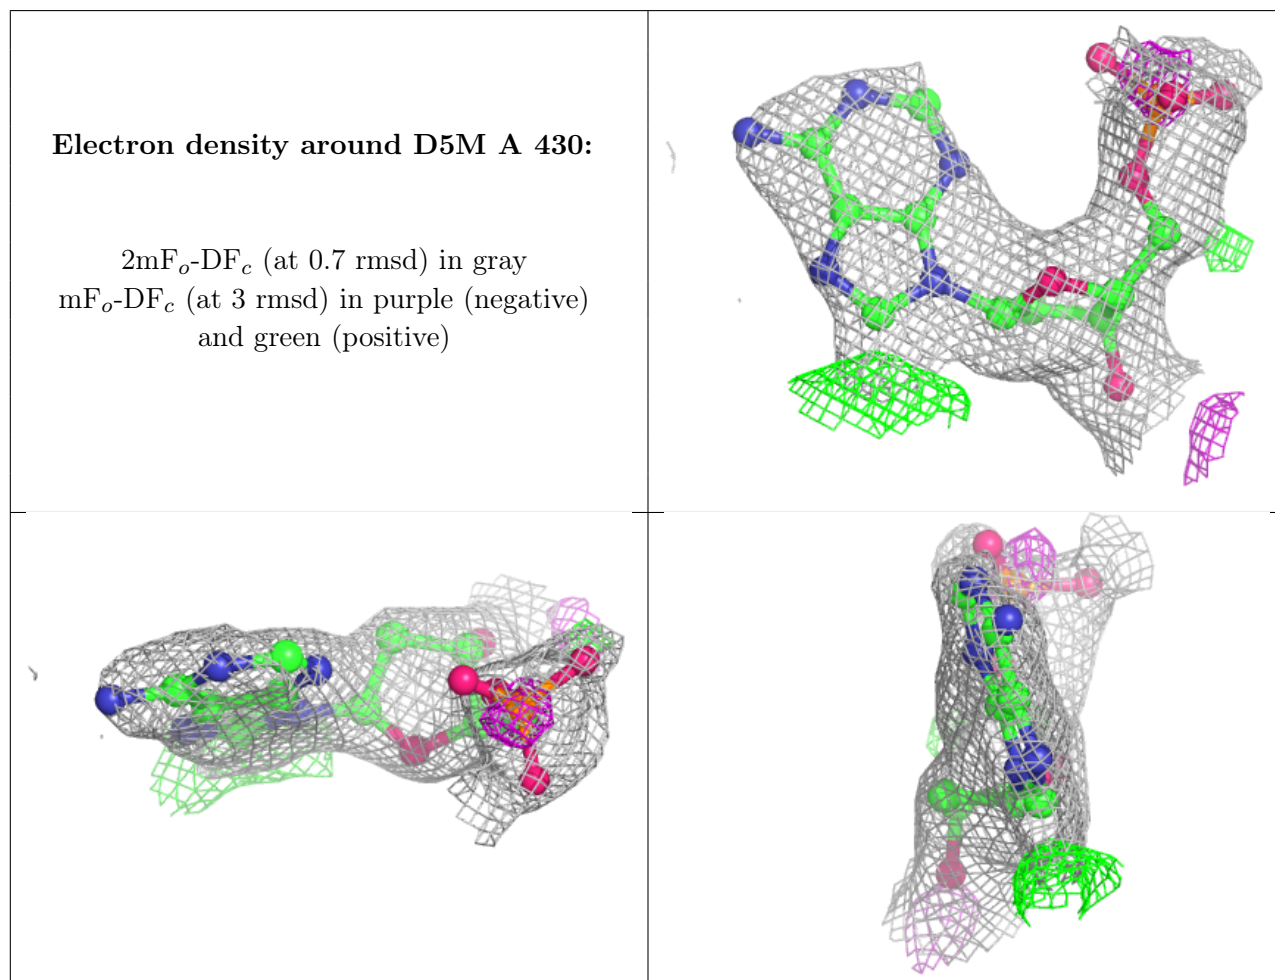 Electron density around D5M A 430:
2mFo-DFc (at 0.7 rmsd) in gray
mFo-DFc (at 3 rmsd) in purple (negative)
and green (positive)